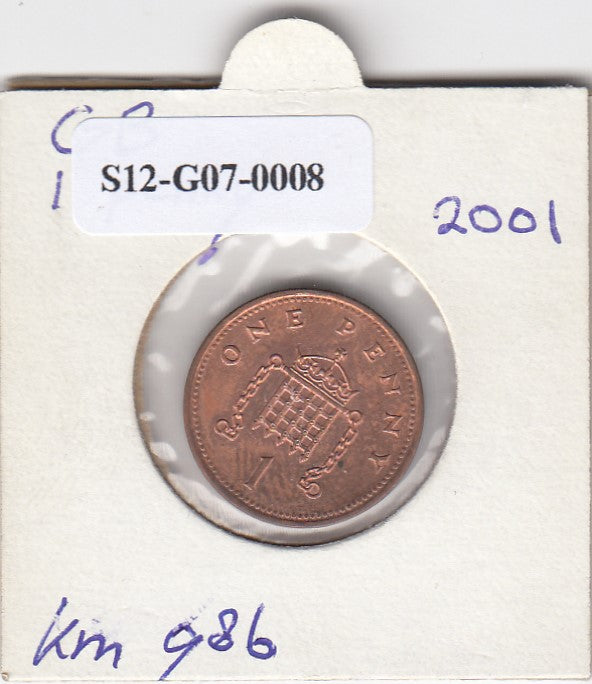 S12-G07-0008
2001
ONE PENNY
1
Km 986